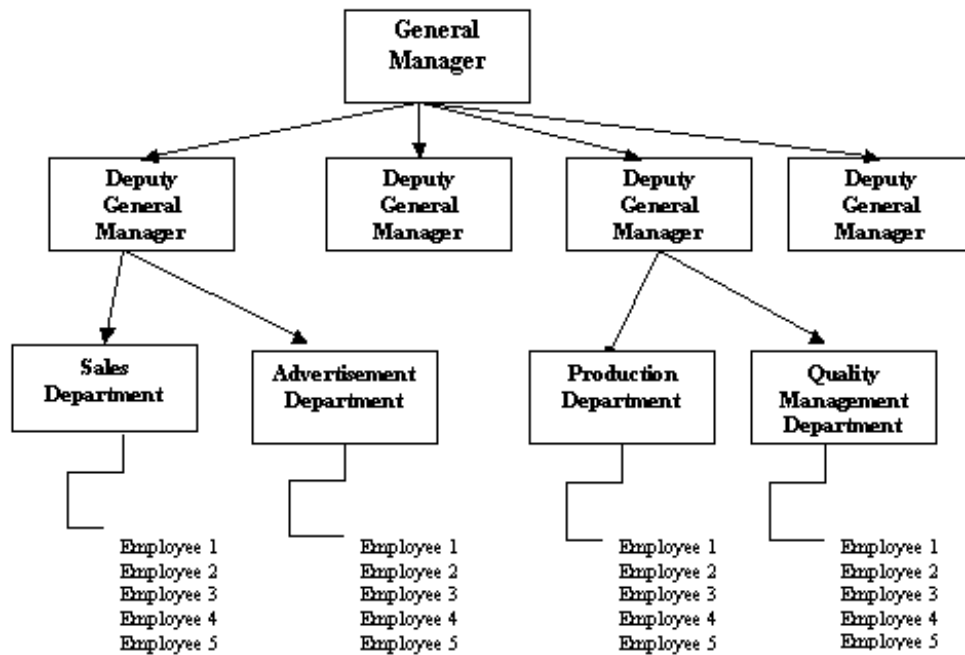 General
Manager
Deputy
General
Manager
Deputy
General
Manager
Deputy
General
Manager
Deputy
General
Manager
Sales
Department
Advertisement
Department
Production
Department
Quality
Management
Department
Employee 1
Employee 2
Employee 3
Employee 4
Employee 5
Employee 1
Employee 2
Employee 3
Employee 4
Employee 5
Employee 1
Employee 2
Employee 3
Employee 4
Employee 5
Employee 1
Employee 2
Employee 3
Employee 4
Employee 5